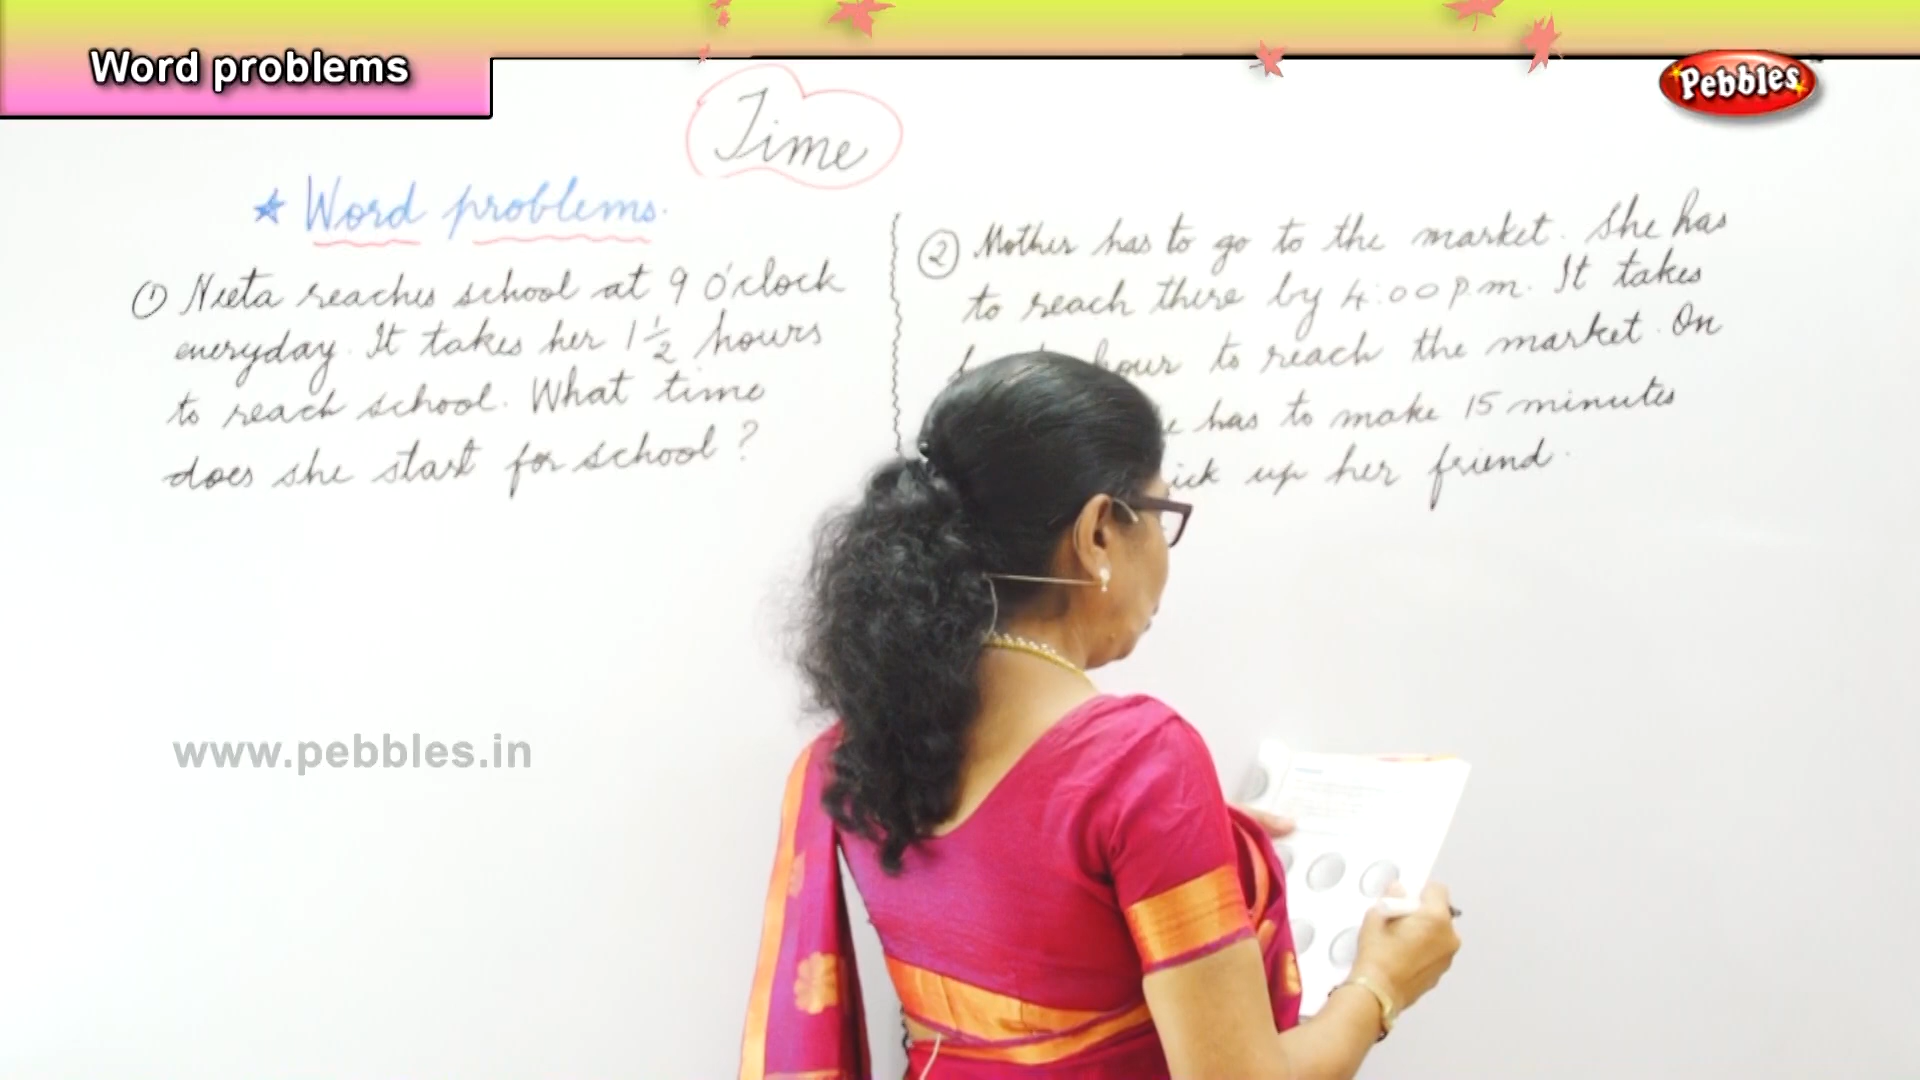 Word problems
Pebbles
Time
★ Word problems.
① Neeta reaches school at 9 O'clock
everyday. It takes her 1 1/2 hours
to reach school. What time
does she start for school?
② Mother has to go to the market. She has
to reach there by 4:00 p.m. It takes
hour to reach the market. On
has to make 15 minutes
up her friend.
www.pebbles.in